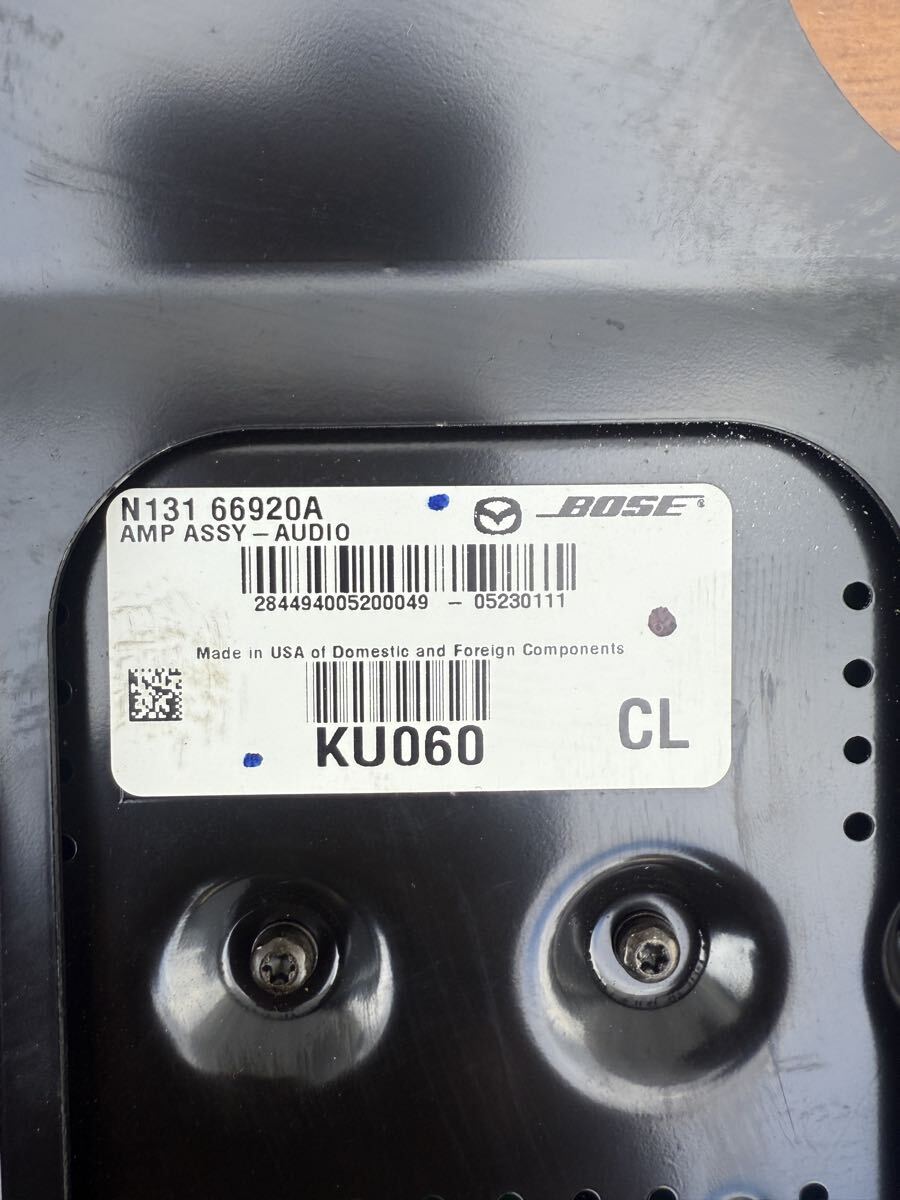 N131 66920A
BOSE®
AMP ASSY-AUDIO
284494005200049 - 05230111
Made in USA of Domestic and Foreign Components
KU060
CL